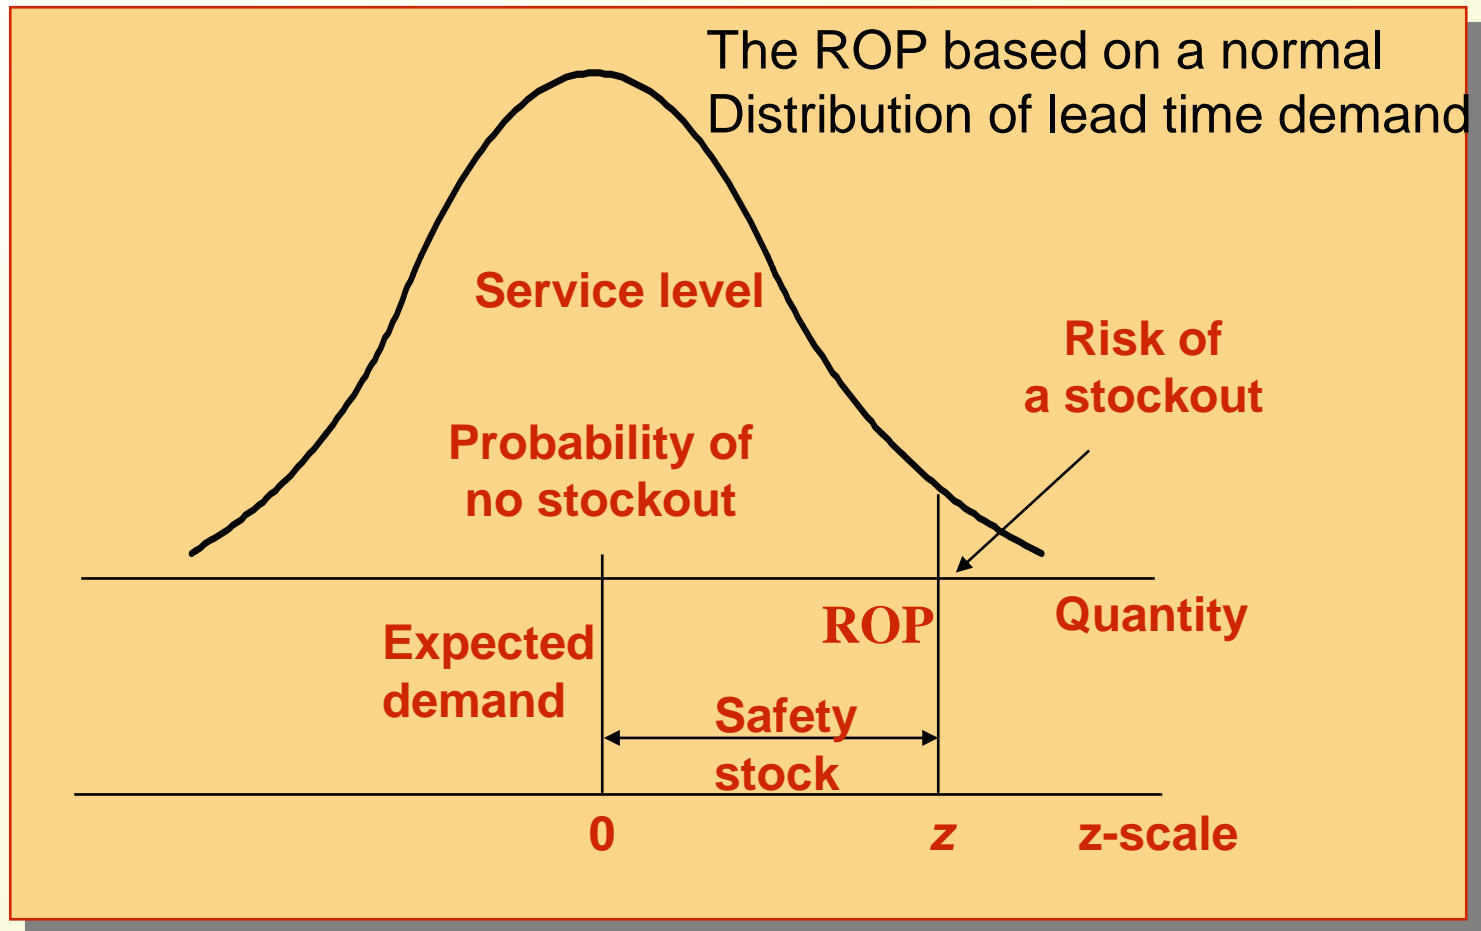 The ROP based on a normal
Distribution of lead time demand
Service level
Risk of
a stockout
Probability of
no stockout
ROP
Quantity
Expected
demand
Safety
stock
0
z
z-scale